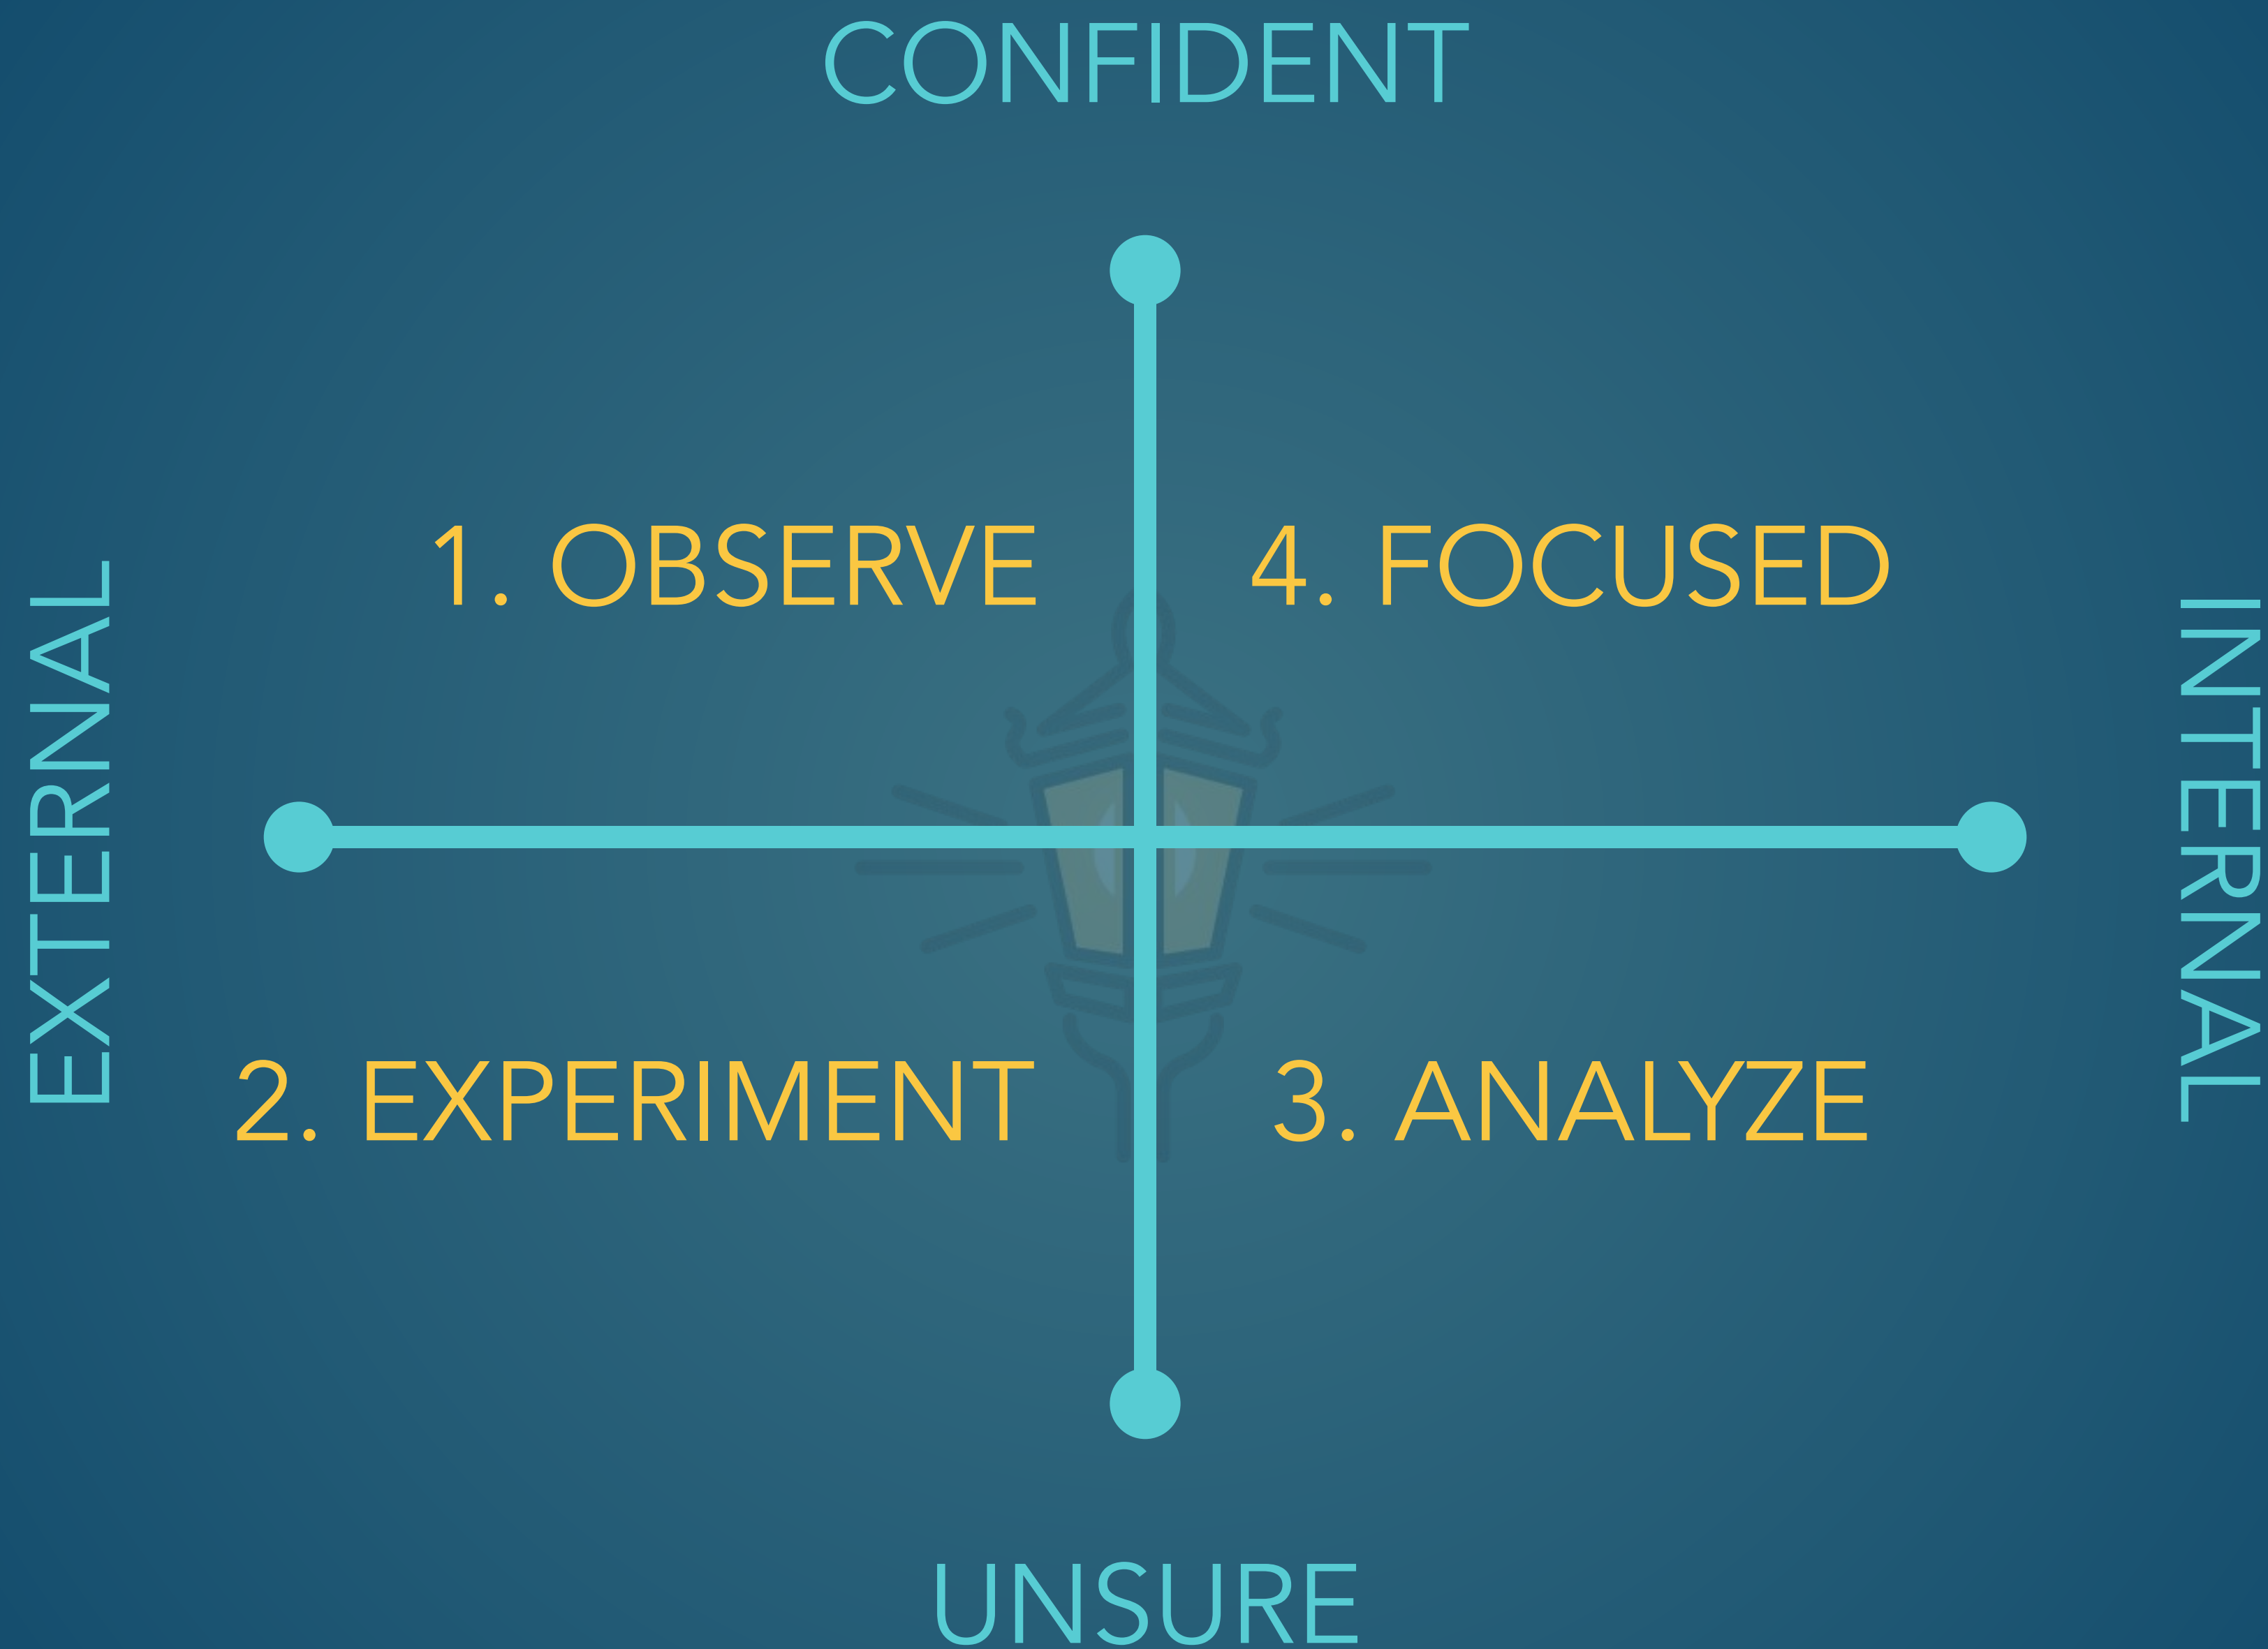 CONFIDENT
1. OBSERVE
4. FOCUSED
EXTERNAL
INTERNAL
2. EXPERIMENT
3. ANALYZE
UNSURE